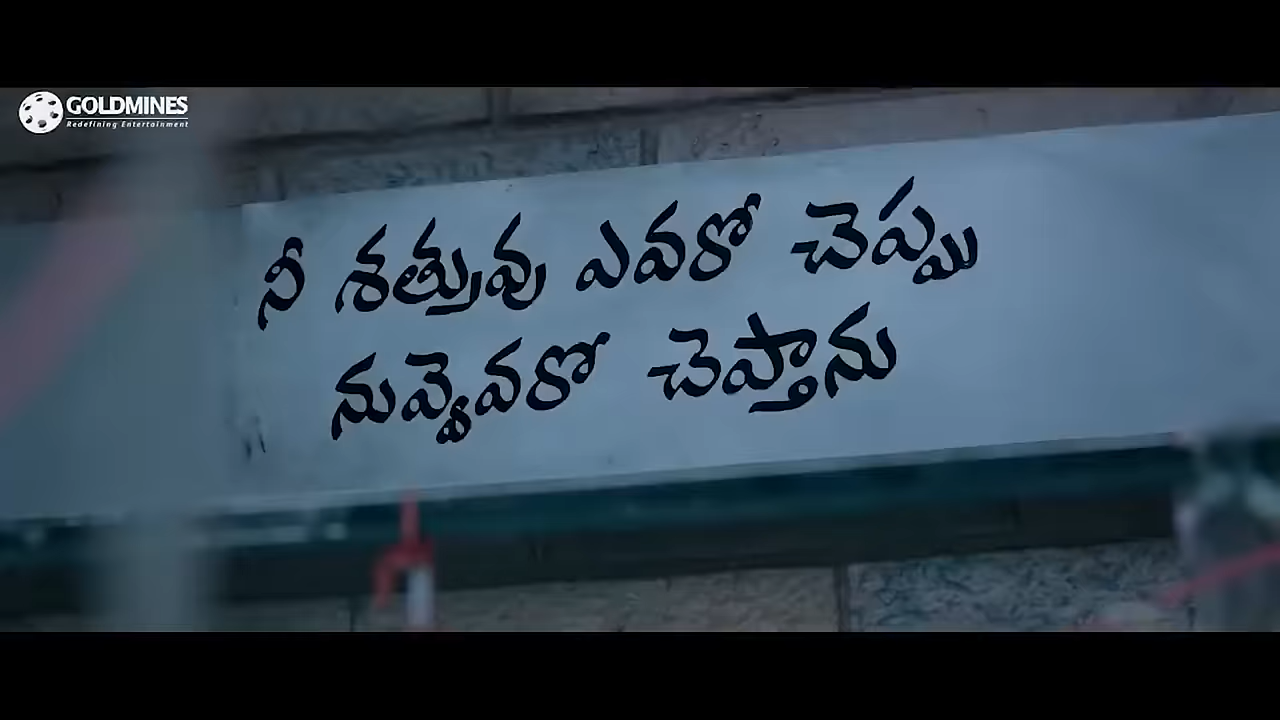 GOLDMINES
Redefining Entertainment
నీ శత్రువు ఎవరో చెప్పు
నువ్వెవరో చెప్తాను